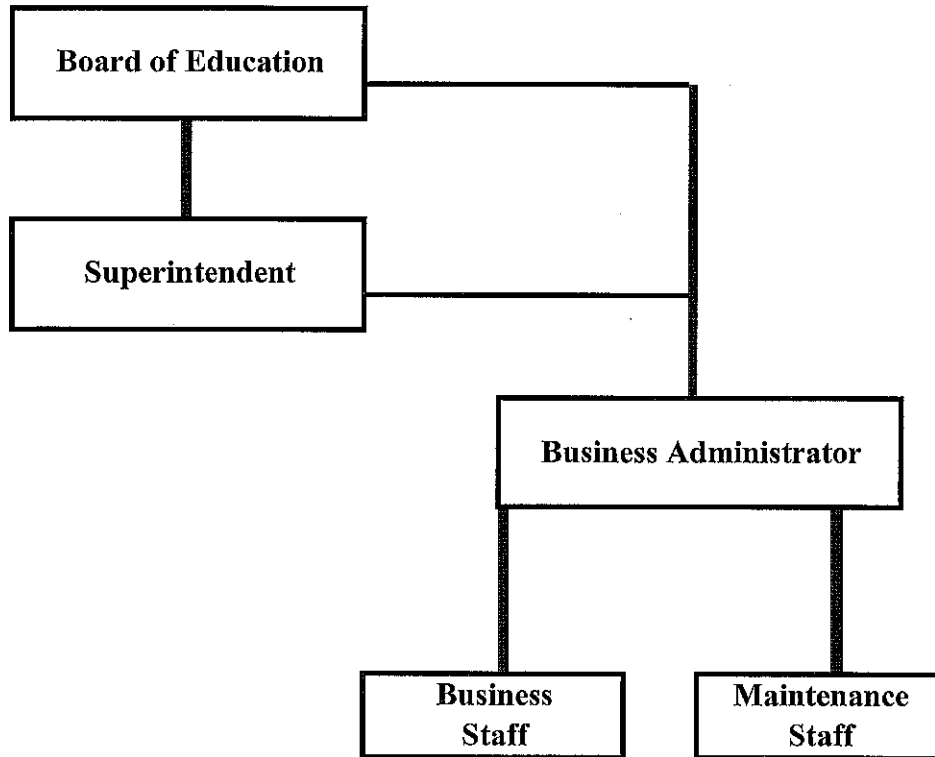 Board of Education
Superintendent
Business Administrator
Business
Staff
Maintenance
Staff